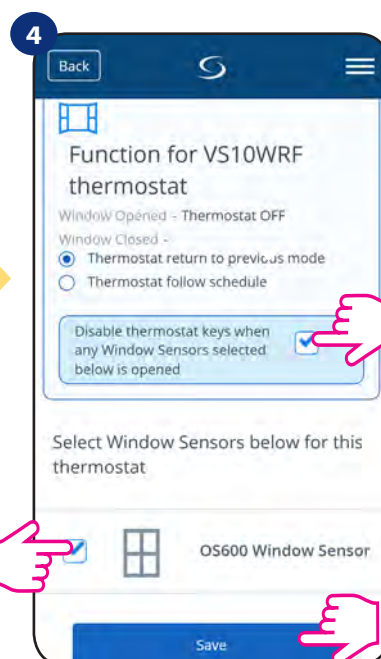 4
Back
Function for VS10WRF
thermostat
Window Opened - Thermostat OFF
Window Closed -
Thermostat return to previous mode
Thermostat follow schedule
Disable thermostat keys when
any Window Sensors selected
below is opened
Select Window Sensors below for this
thermostat
OS600 Window Sensor
Save